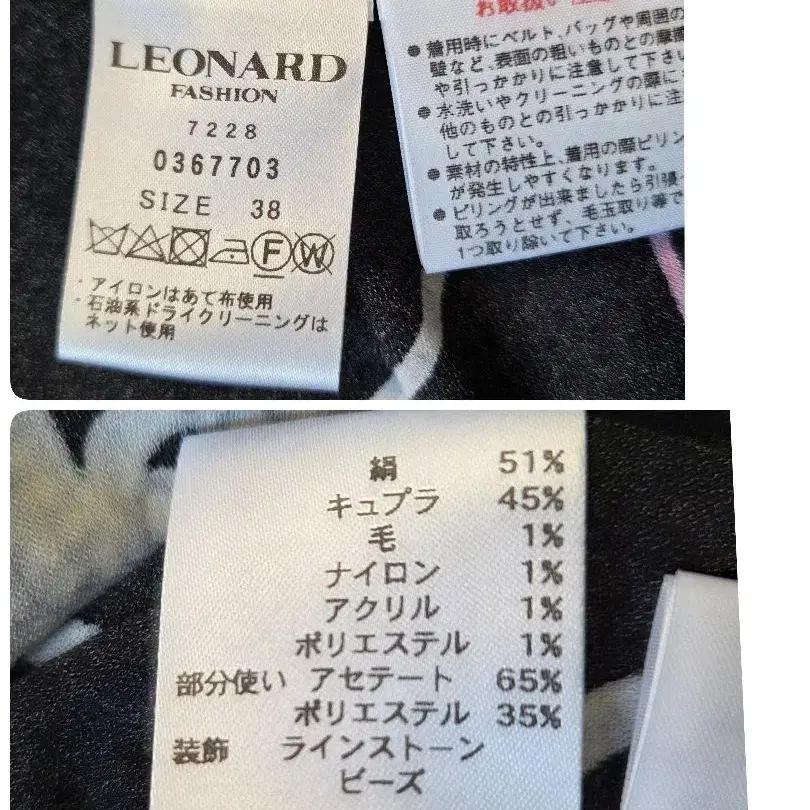 LEONARD
FASHION
7228
0367703
SIZE 38
F W
・アイロンはあて布使用
・石油系ドライクリーニングは
ネット使用
お取扱い注意
● 着用時にベルト、バッグや周囲の
壁など、表面の粗いものとの摩擦
や引っかかりに注意して下さい
● 水洗いやクリーニングの際に
他のものとの引っかかりに注
して下さい。
● 素材の特性上、着用の際ピリン
が発生しやすくなります。
● ピリングが出来ましたら引張
取ろうとせず、毛玉取り等で
1つ取り除いて下さい。
絹 51%
キュプラ 45%
毛 1%
ナイロン 1%
アクリル 1%
ポリエステル 1%
部分使い アセテート 65%
ポリエステル 35%
装飾 ラインストーン
ビーズ